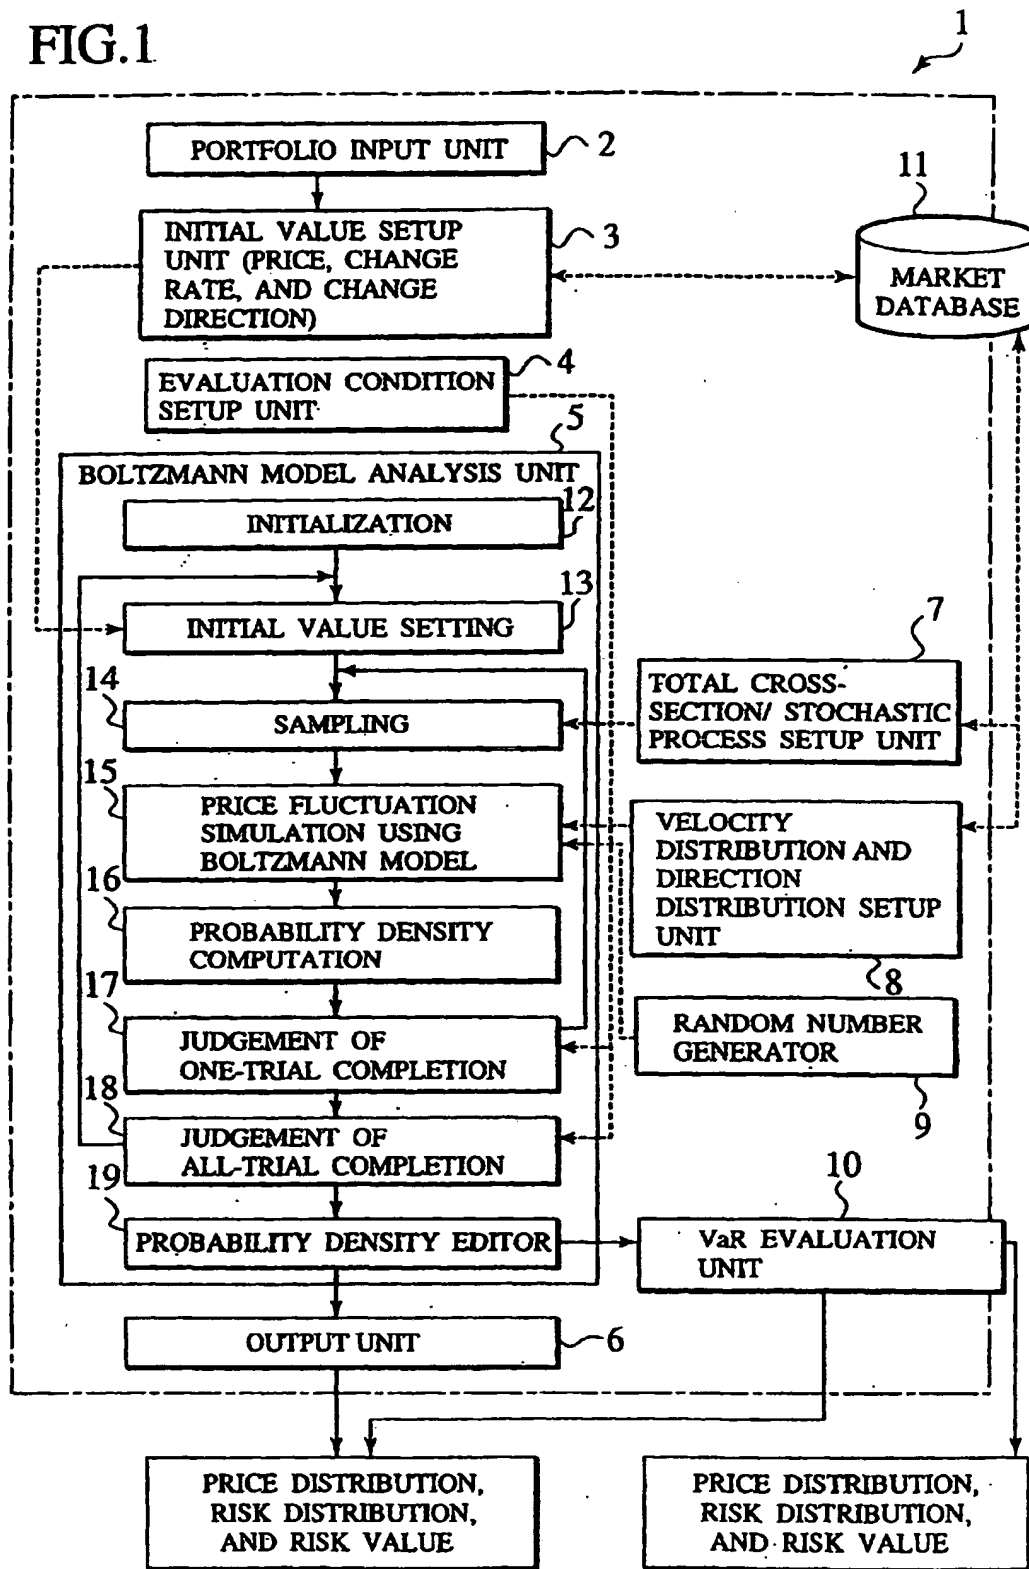 FIG.1
1
PORTFOLIO INPUT UNIT
2
INITIAL VALUE SETUP
UNIT (PRICE, CHANGE
RATE, AND CHANGE
DIRECTION)
3
11
MARKET
DATABASE
EVALUATION CONDITION
SETUP UNIT
4
5
BOLTZMANN MODEL ANALYSIS UNIT
INITIALIZATION
12
INITIAL VALUE SETTING
13
14
SAMPLING
7
TOTAL CROSS-
SECTION/ STOCHASTIC
PROCESS SETUP UNIT
15
PRICE FLUCTUATION
SIMULATION USING
BOLTZMANN MODEL
VELOCITY
DISTRIBUTION AND
DIRECTION
DISTRIBUTION SETUP
UNIT
8
16
PROBABILITY DENSITY
COMPUTATION
17
JUDGEMENT OF
ONE-TRIAL COMPLETION
RANDOM NUMBER
GENERATOR
9
18
JUDGEMENT OF
ALL-TRIAL COMPLETION
19
PROBABILITY DENSITY EDITOR
10
VaR EVALUATION
UNIT
OUTPUT UNIT
6
PRICE DISTRIBUTION,
RISK DISTRIBUTION,
AND RISK VALUE
PRICE DISTRIBUTION,
RISK DISTRIBUTION,
AND RISK VALUE